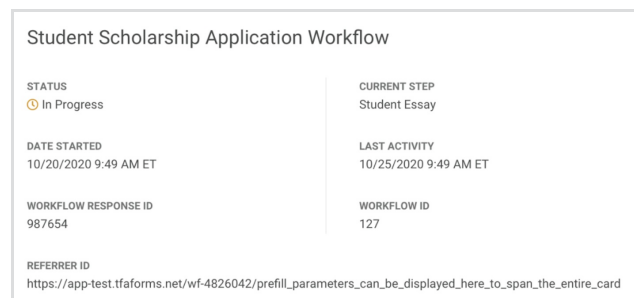 Student Scholarship Application Workflow
STATUS
In Progress
CURRENT STEP
Student Essay
DATE STARTED
10/20/2020 9:49 AM ET
LAST ACTIVITY
10/25/2020 9:49 AM ET
WORKFLOW RESPONSE ID
987654
WORKFLOW ID
127
REFERRER ID
https://app-test.tfaforms.net/wf-4826042/prefill_parameters_can_be_displayed_here_to_span_the_entire_card